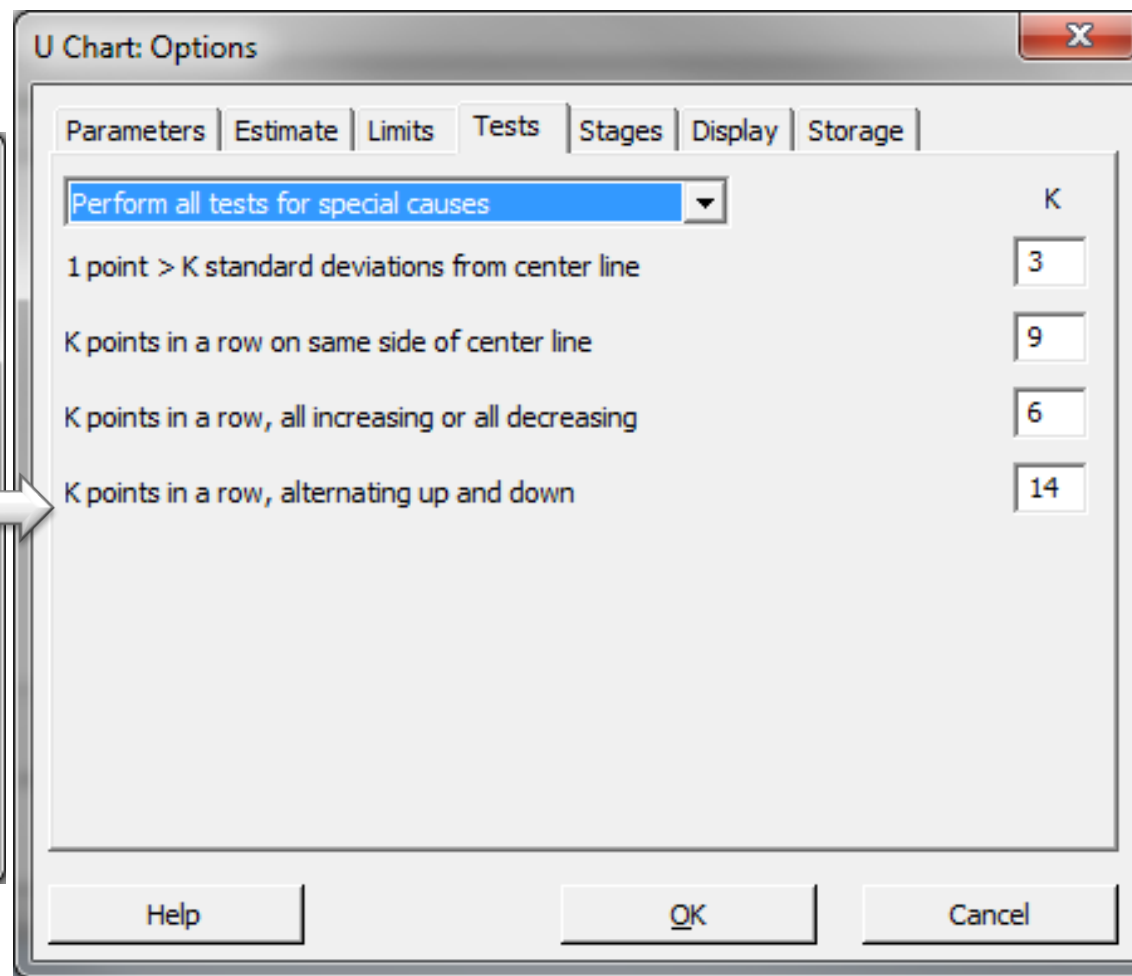 U Chart: Options
Parameters Estimate Limits Tests Stages Display Storage
Perform all tests for special causes K
1 point > K standard deviations from center line 3
K points in a row on same side of center line 9
K points in a row, all increasing or all decreasing 6
K points in a row, alternating up and down 14
Help OK Cancel